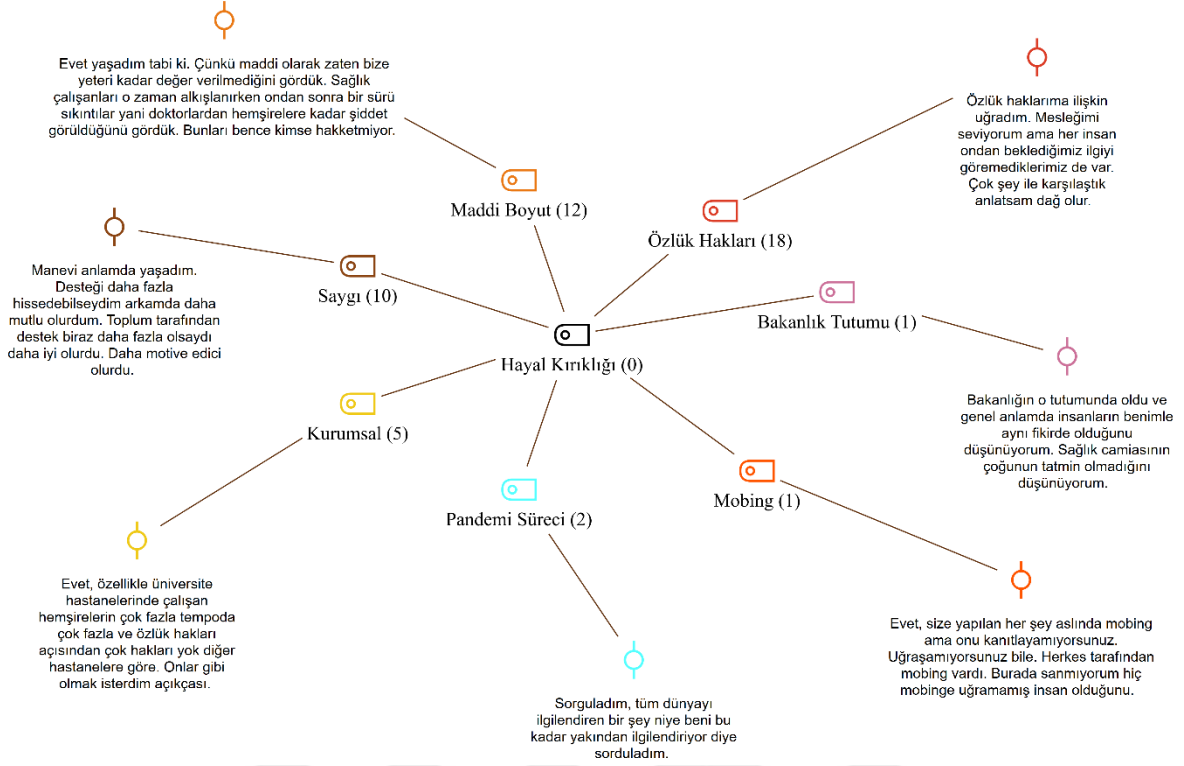 Evet yaşadım tabi ki. Çünkü maddi olarak zaten bize
yeteri kadar değer verilmediğini gördük. Sağlık
çalışanları o zaman alkışlanırken ondan sonra bir sürü
sıkıntılar yani doktorlardan hemşirelere kadar şiddet
görüldüğünü gördük. Bunları bence kimse hakketmiyor.
Özlük haklarıma ilişkin
uğradım. Mesleğimi
seviyorum ama her insan
ondan beklediğimiz ilgiyi
göremediklerimiz de var.
Çok şey ile karşılaştık
anlatsam dağ olur.
Maddi Boyut (12)
Özlük Hakları (18)
Manevi anlamda yaşadım.
Desteği daha fazla
hissedebilseydim arkamda daha
mutlu olurdum. Toplum tarafından
destek biraz daha fazla olsaydı
daha iyi olurdu. Daha motive edici
olurdu.
Saygı (10)
Bakanlık Tutumu (1)
Hayal Kırıklığı (0)
Bakanlığın o tutumunda oldu ve
genel anlamda insanların benimle
aynı fikirde olduğunu
düşünüyorum. Sağlık camiasının
çoğunun tatmin olmadığını
düşünüyorum.
Kurumsal (5)
Mobing (1)
Pandemi Süreci (2)
Evet, özellikle üniversite
hastanelerinde çalışan
hemşirelerin çok fazla tempoda
çok fazla ve özlük hakları
açısından çok hakları yok diğer
hastanelere göre. Onlar gibi
olmak isterdim açıkçası.
Evet, size yapılan her şey aslında mobing
ama onu kanıtlayamıyorsunuz.
Uğraşamıyorsunuz bile. Herkes tarafından
mobing vardı. Burada sanmıyorum hiç
mobinge uğramamış insan olduğunu.
Sorguladım, tüm dünyayı
ilgilendiren bir şey niye beni bu
kadar yakından ilgilendiriyor diye
sorduladım.